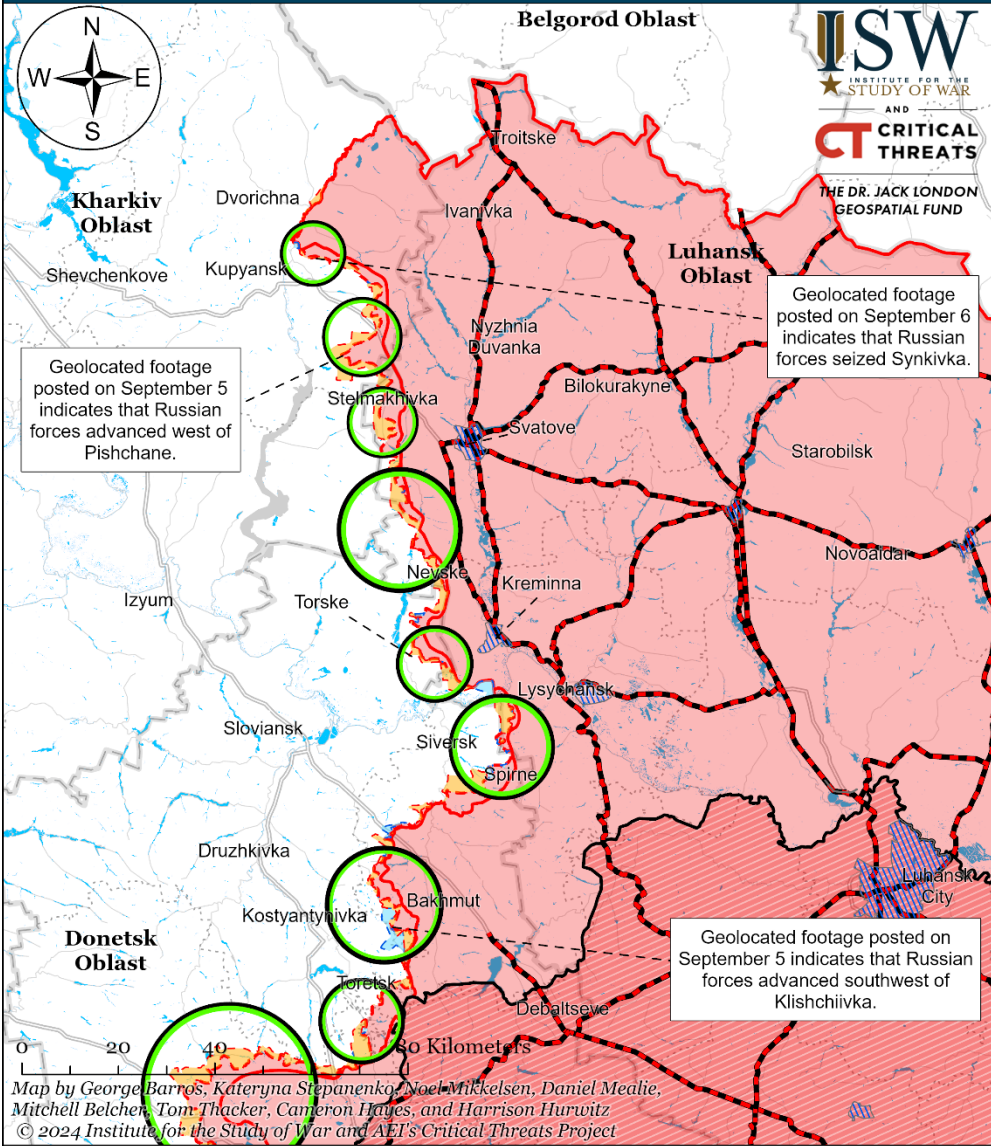 Belgorod Oblast
N
W
E
S
ISW
INSTITUTE FOR THE
STUDY OF WAR
AND
CT CRITICAL
THREATS
THE DR. JACK LONDON
GEOSPATIAL FUND
Troitske
Dvorichna
Kharkiv
Oblast
Ivanivka
Luhansk
Oblast
Shevchenkove
Kupyansk
Geolocated footage
posted on September 6
indicates that Russian
forces seized Synkivka.
Nyzhnia
Duvanka
Geolocated footage
posted on September 5
indicates that Russian
forces advanced west of
Pishchane.
Bilokurakyne
Stelmakhivka
Svatove
Starobilsk
Novoaidar
Nevske
Kreminna
Izyum
Torske
Lysychansk
Sloviansk
Siversk
Spirne
Druzhkivka
Luhansk
City
Bakhmut
Kostyantynivka
Donetsk
Oblast
Geolocated footage posted on
September 5 indicates that Russian
forces advanced southwest of
Klishchiivka.
Toretsk
Debaltseve
0 20 40 80 Kilometers
Map by George Barros, Kateryna Stepanenko, Noel Mikkelsen, Daniel Mealie,
Mitchell Belcher, Tom Thacker, Cameron Hayes, and Harrison Hurwitz
© 2024 Institute for the Study of War and AEI's Critical Threats Project